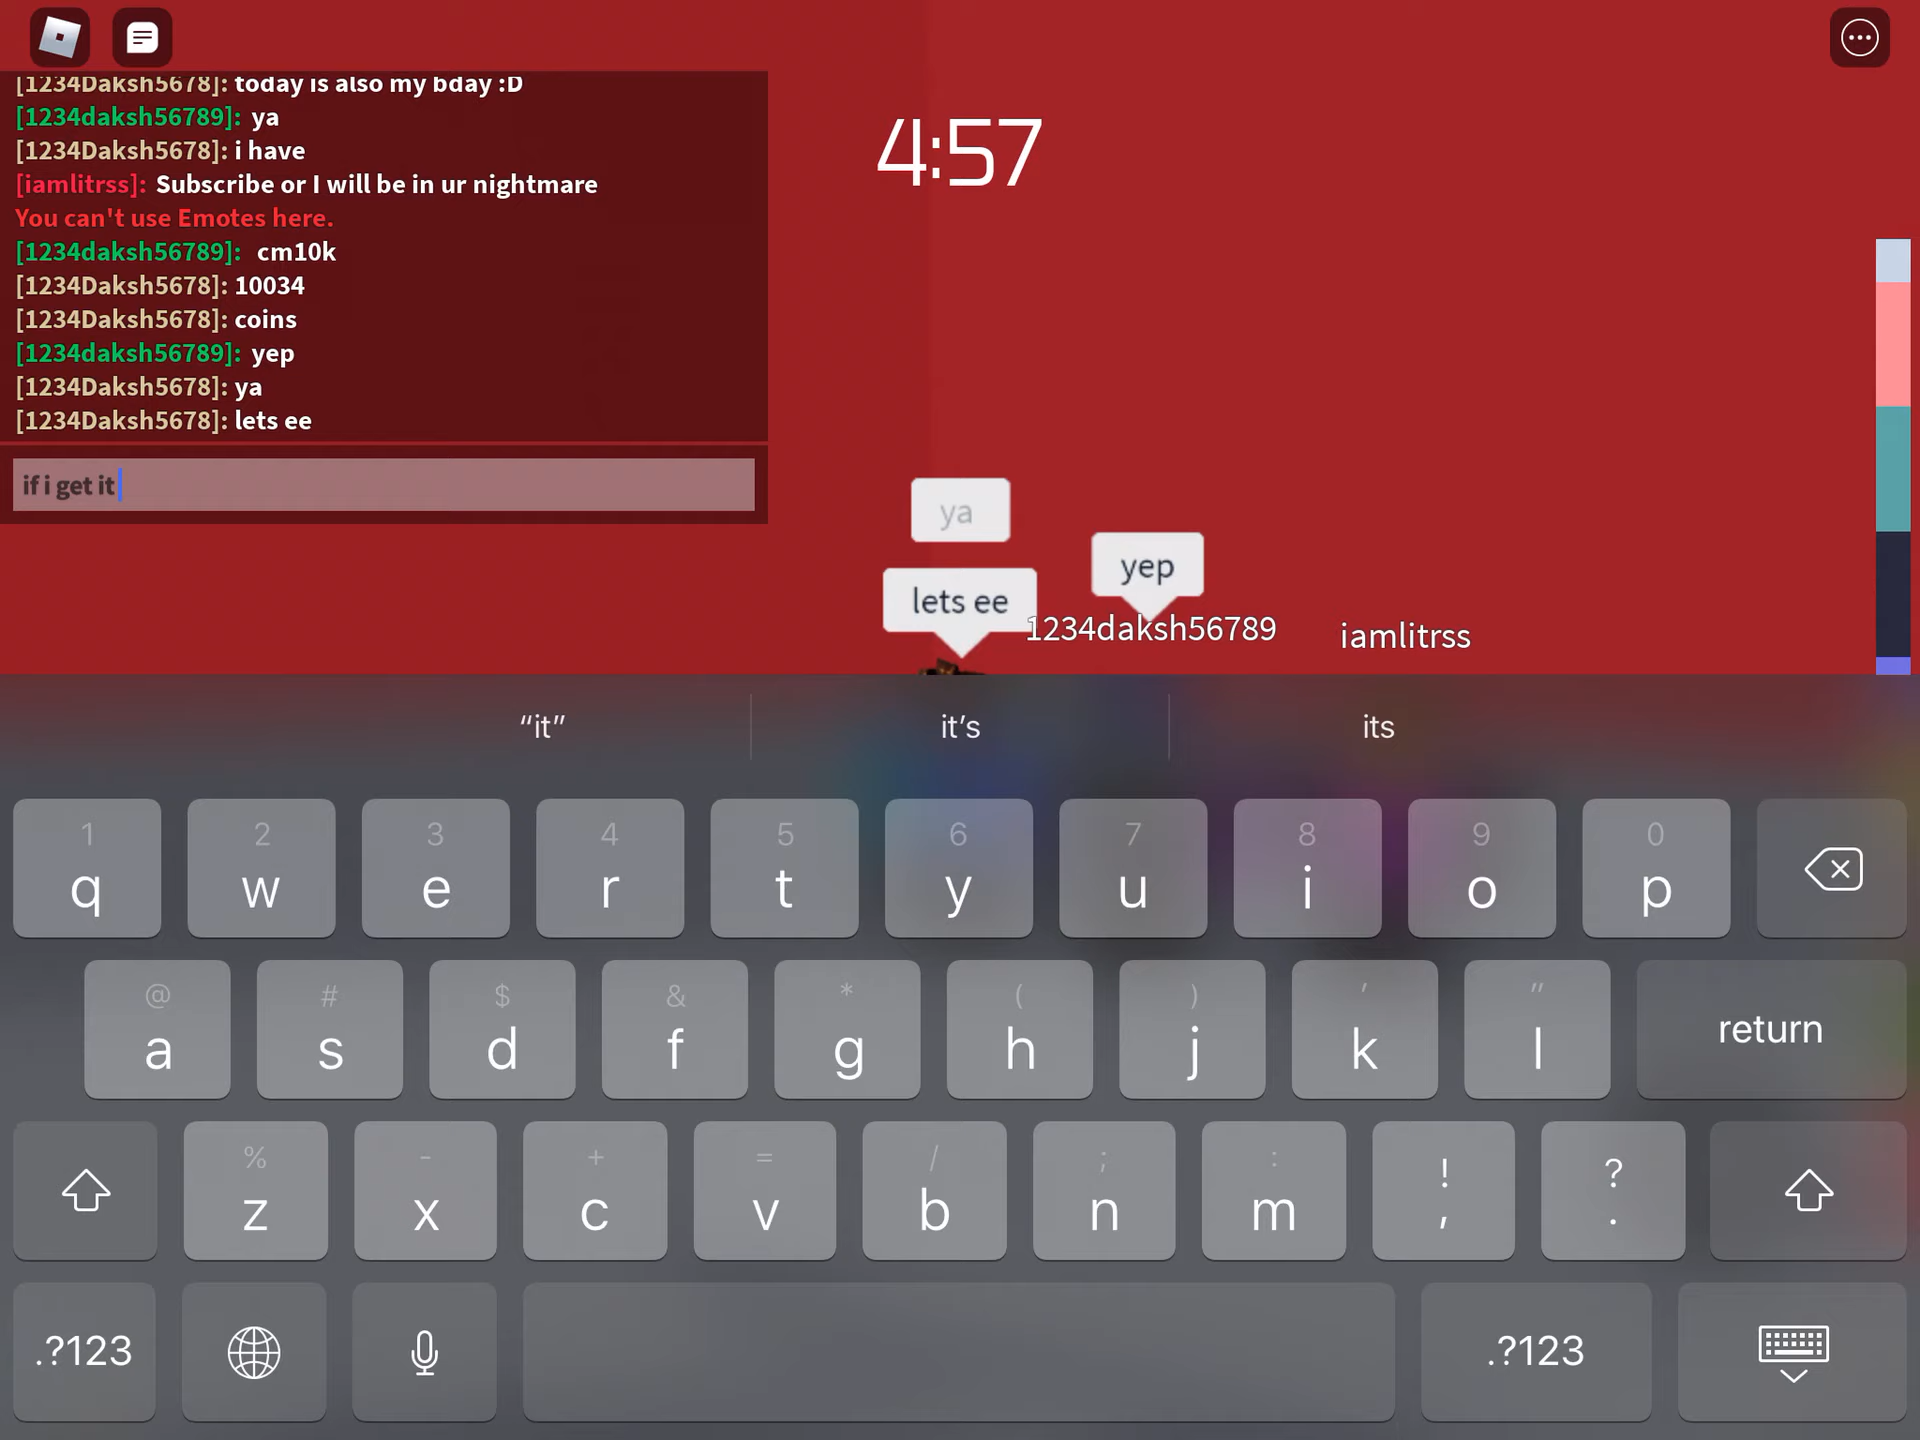 [1234Daksh5678]: today is also my bday :D
[1234daksh56789]: ya
[1234Daksh5678]: i have
[iamlitrss]: Subscribe or I will be in ur nightmare
You can't use Emotes here.
[1234daksh56789]: cm10k
[1234Daksh5678]: 10034
[1234Daksh5678]: coins
[1234daksh56789]: yep
[1234Daksh5678]: ya
[1234Daksh5678]: lets ee
if i get it
4:57
ya
yep
lets ee
1234daksh56789
iamlitrss
“it” it’s its
1 2 3 4 5 6 7 8 9 0
q w e r t y u i o p
@ # $ & * ( ) ' "
a s d f g h j k l return
% - + = / ; : ! ?
z x c v b n m , .
.?123 .?123